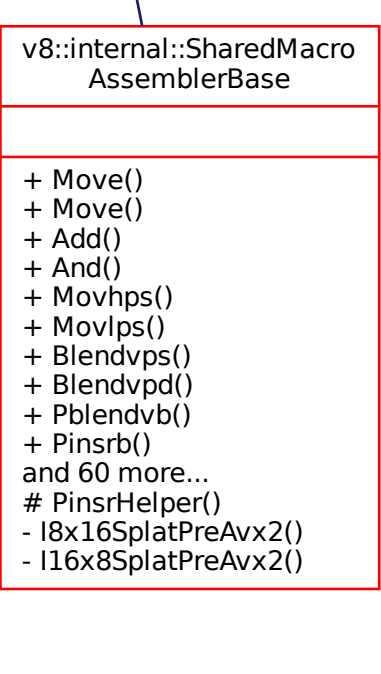 v8::internal::SharedMacro
AssemblerBase
+ Move()
+ Move()
+ Add()
+ And()
+ Movhps()
+ Movlps()
+ Blendvps()
+ Blendvpd()
+ Pblendvb()
+ Pinsrb()
and 60 more...
# PinsrHelper()
- I8x16SplatPreAvx2()
- I16x8SplatPreAvx2()